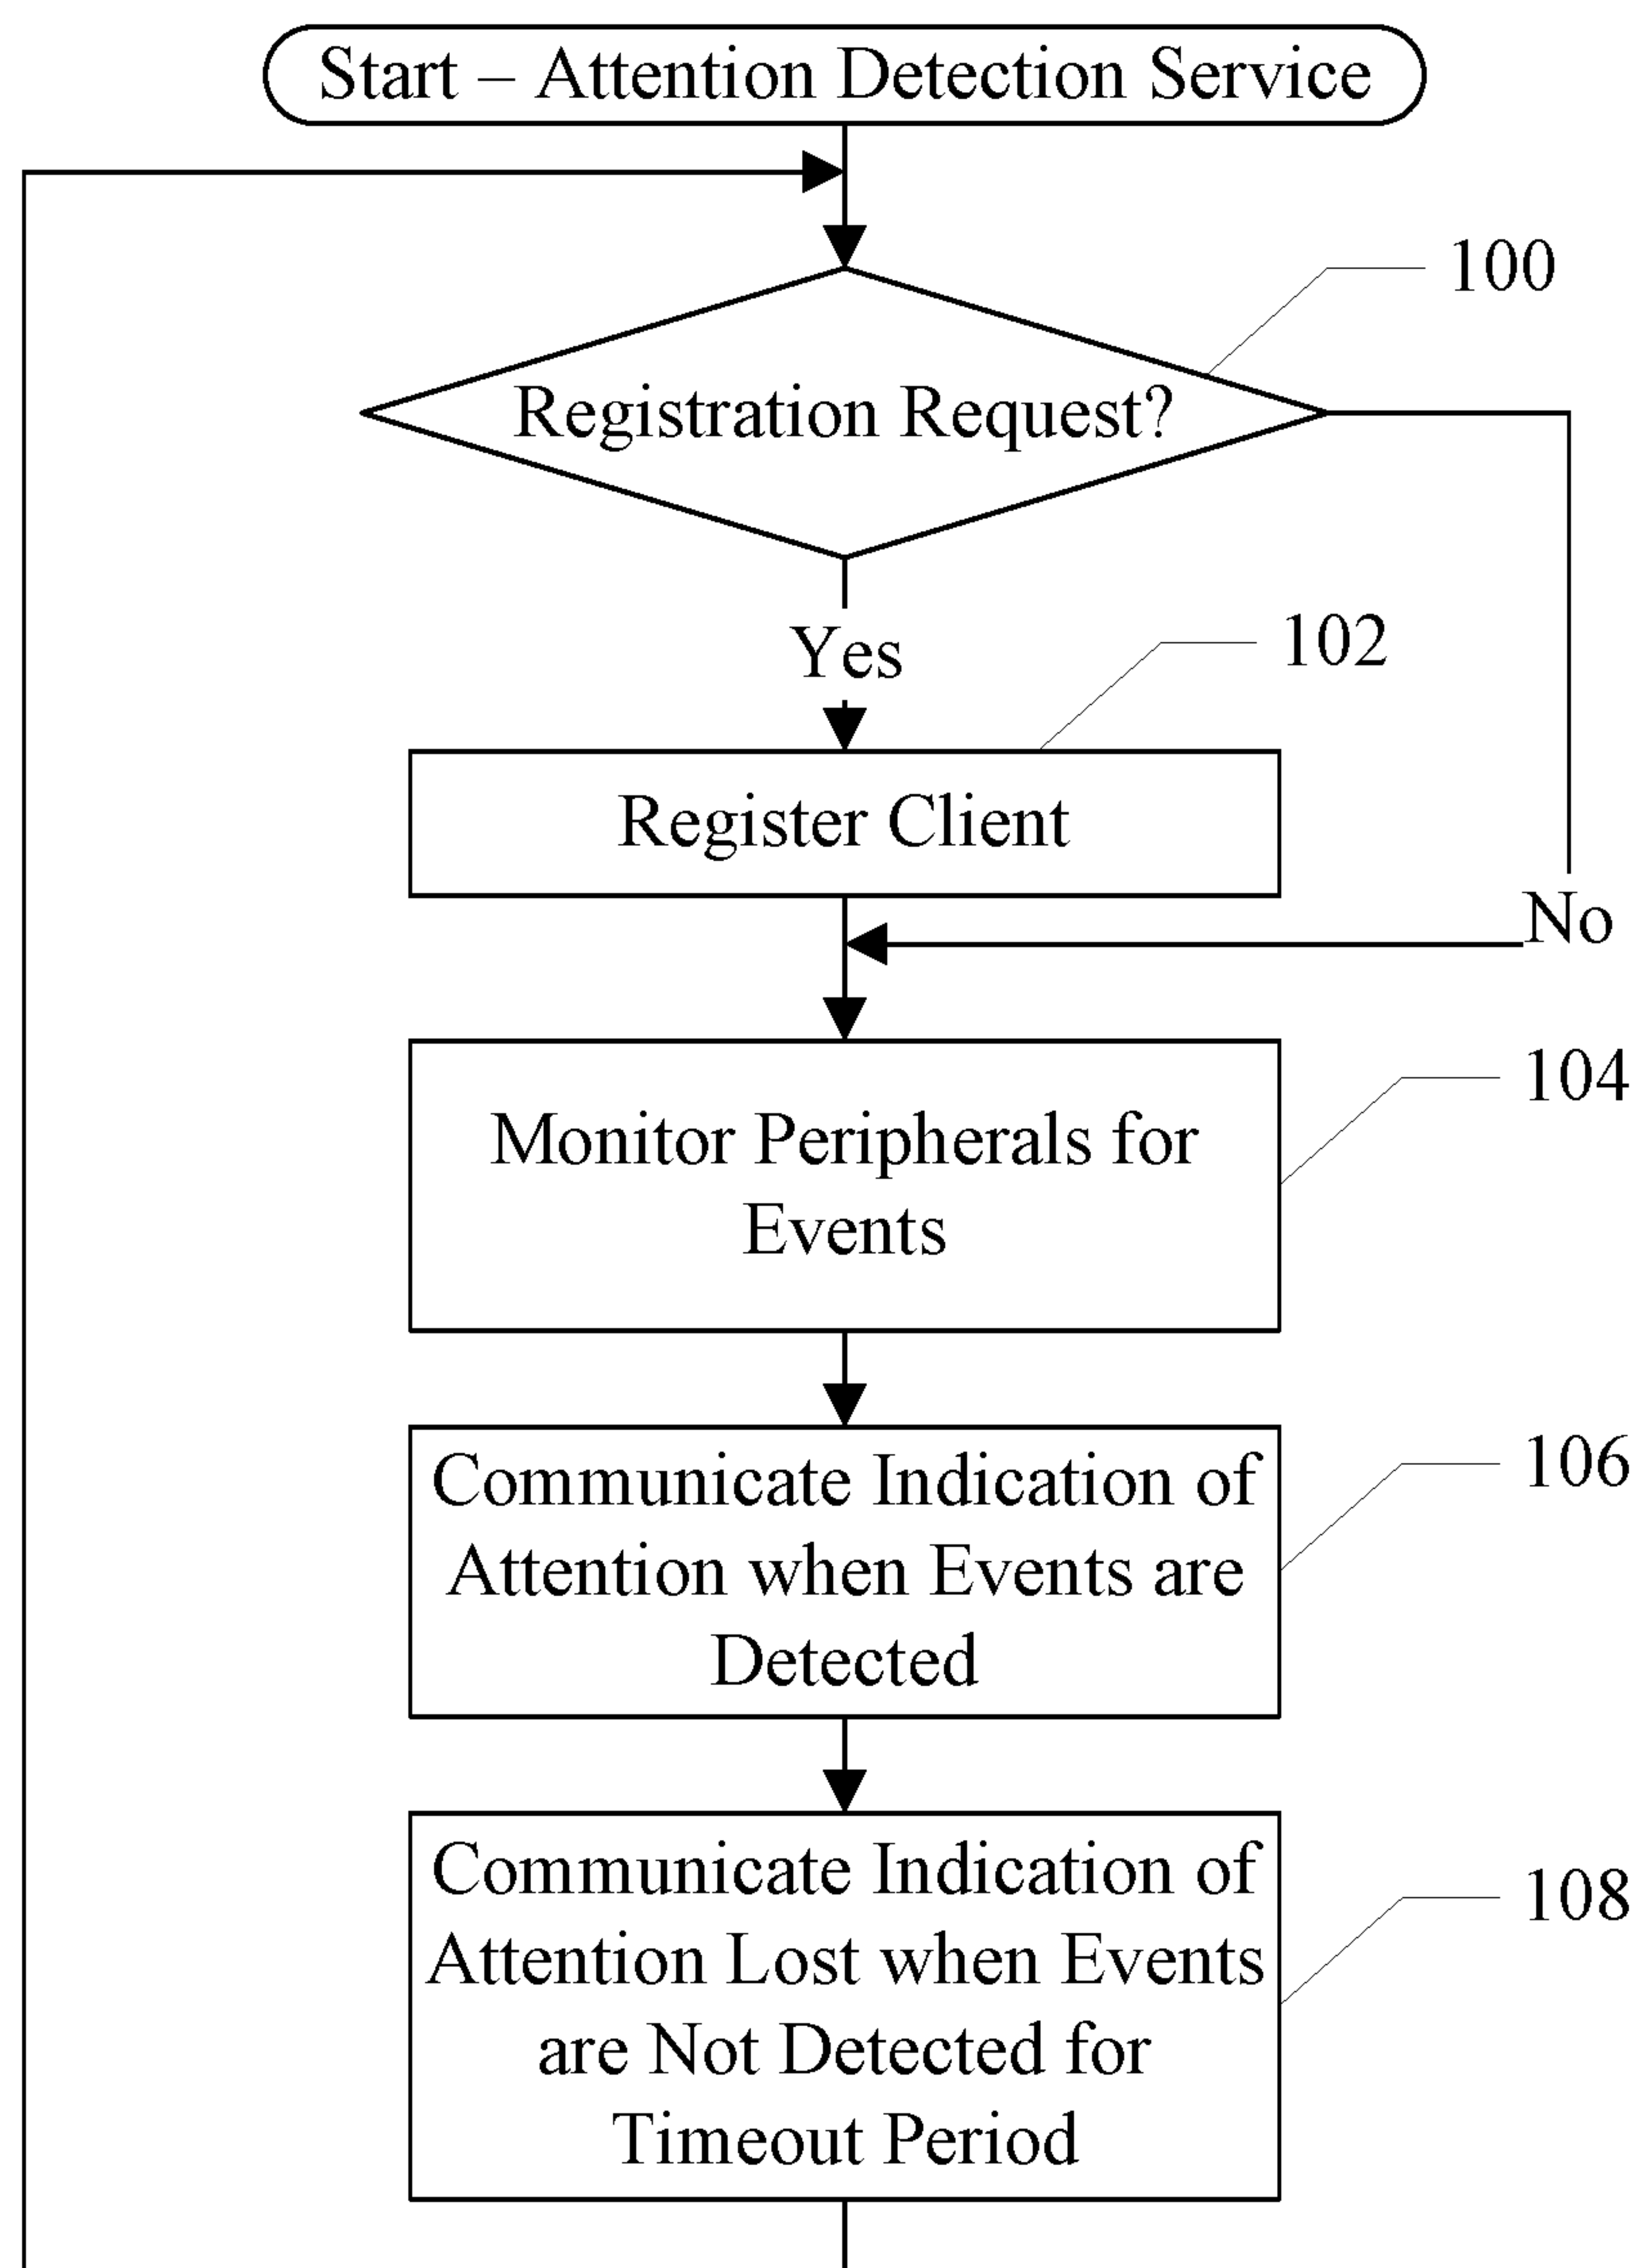 Start – Attention Detection Service
100
Registration Request?
Yes
102
Register Client
No
104
Monitor Peripherals for
Events
106
Communicate Indication of
Attention when Events are
Detected
108
Communicate Indication of
Attention Lost when Events
are Not Detected for
Timeout Period